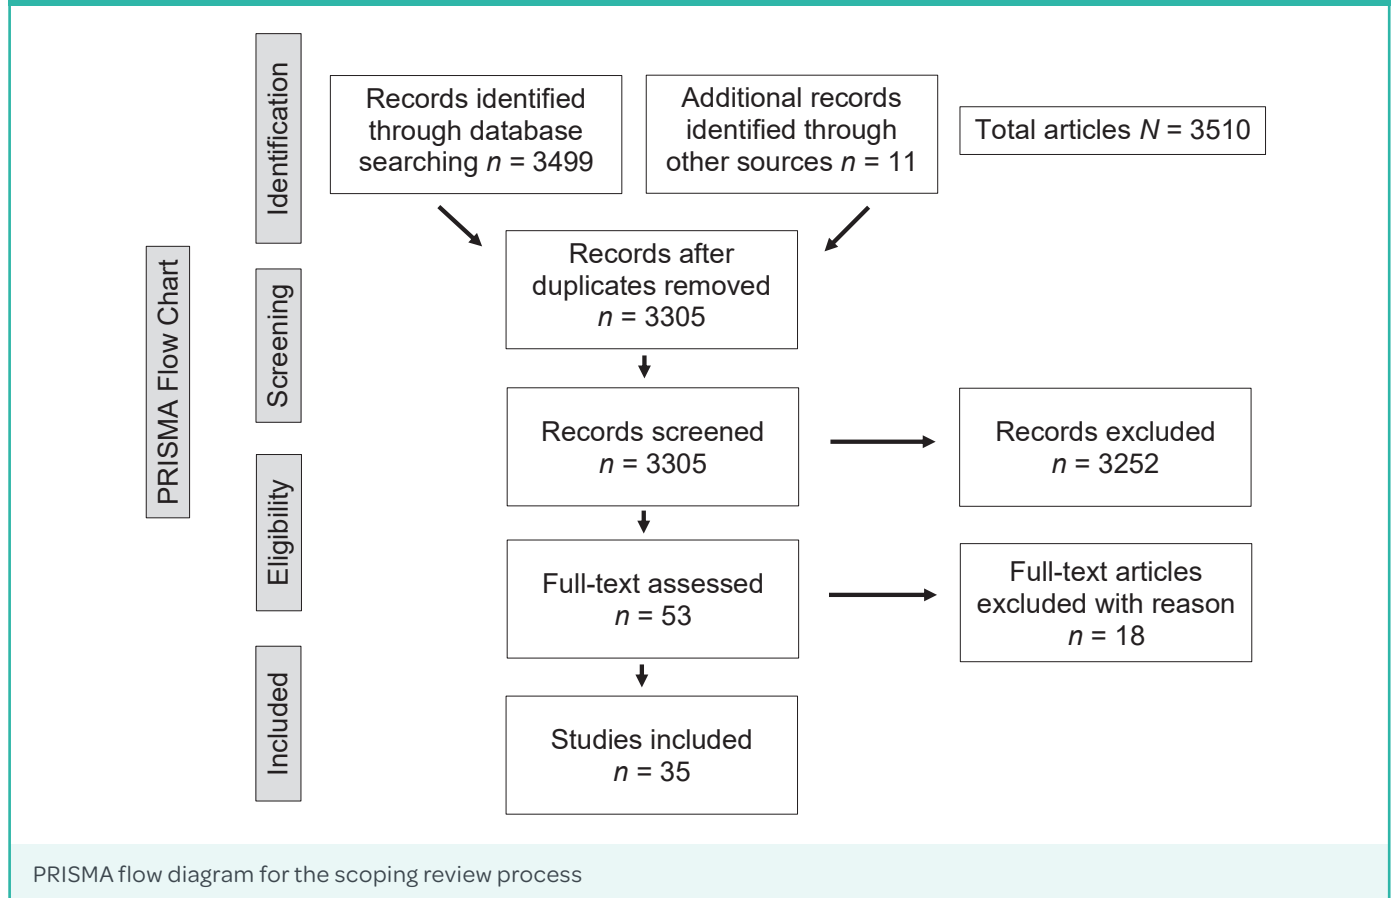 PRISMA Flow Chart
Identification
Records identified
through database
searching n = 3499
Additional records
identified through
other sources n = 11
Total articles N = 3510
Screening
Records after
duplicates removed
n = 3305
Records screened
n = 3305
Records excluded
n = 3252
Eligibility
Full-text assessed
n = 53
Full-text articles
excluded with reason
n = 18
Included
Studies included
n = 35
PRISMA flow diagram for the scoping review process